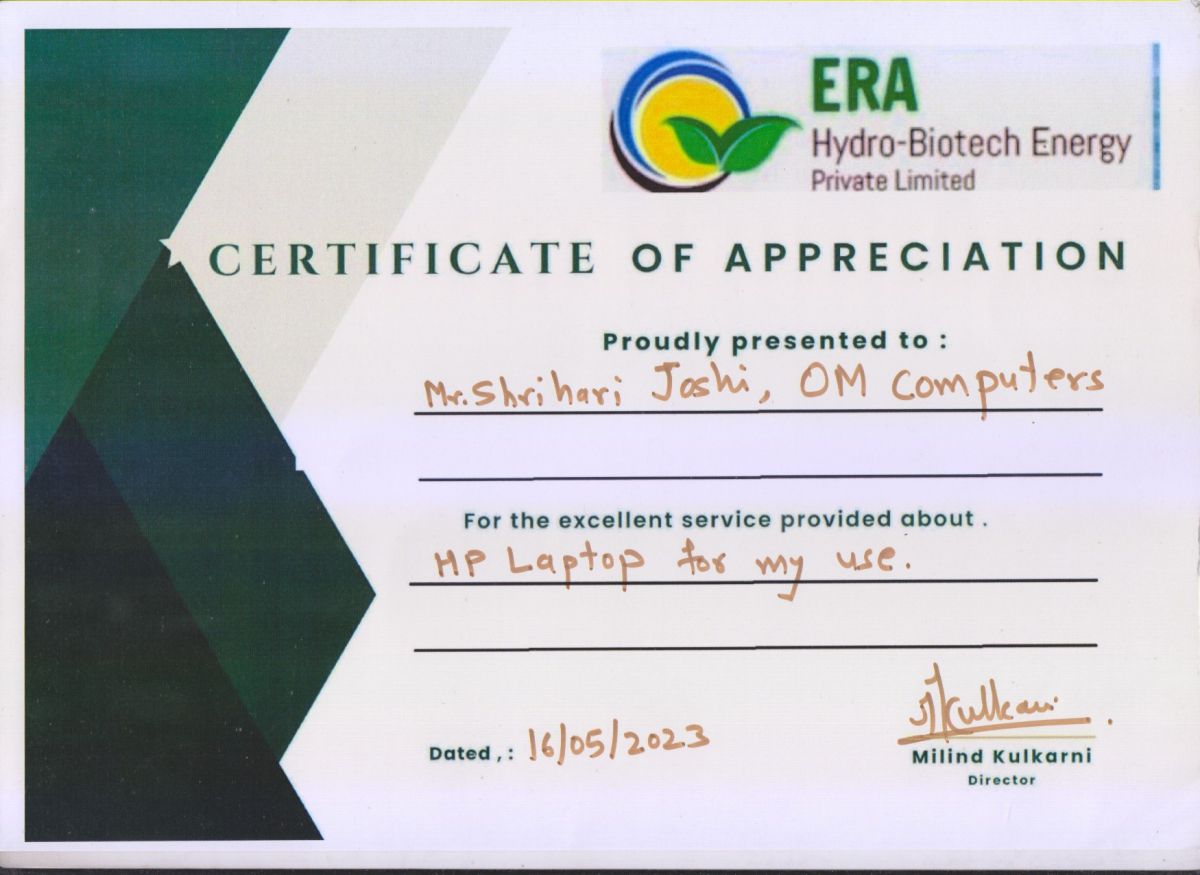 ERA
Hydro-Biotech Energy
Private Limited
CERTIFICATE OF APPRECIATION
Proudly presented to :
Mr. Shrihari Joshi, OM Computers
For the excellent service provided about .
HP Laptop for my use.
Kulkarni
Dated , : 16/05/2023
Milind Kulkarni
Director